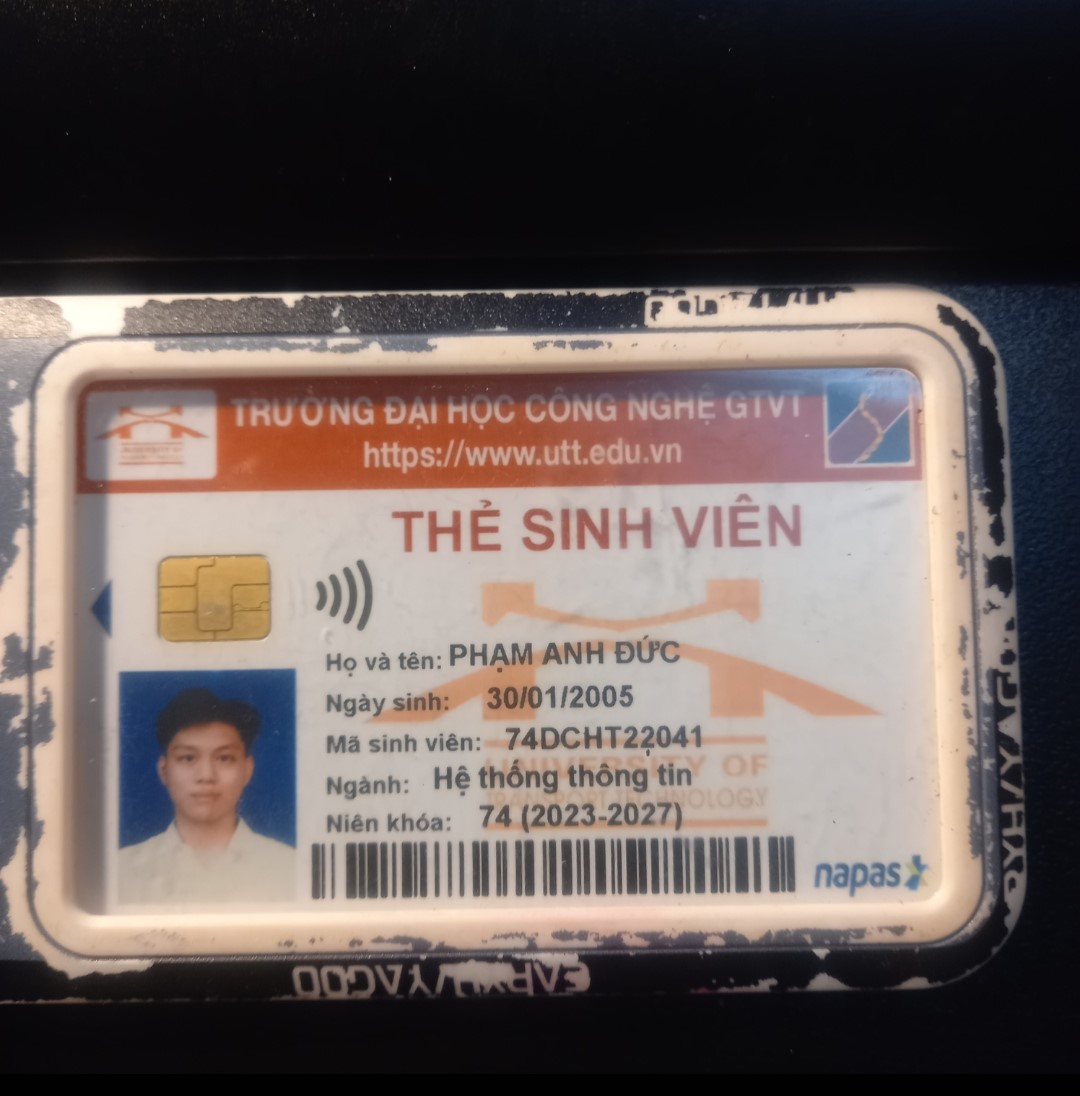 TRƯỜNG ĐẠI HỌC CÔNG NGHỆ GTVT
https://www.utt.edu.vn
THẺ SINH VIÊN
Họ và tên: PHẠM ANH ĐỨC
Ngày sinh: 30/01/2005
Mã sinh viên: 74DCHT22041
UNIVERSITY OF
Ngành: Hệ thống thông tin
TRANSPORT TECHNOLOGY
Niên khóa: 74 (2023-2027)
napas